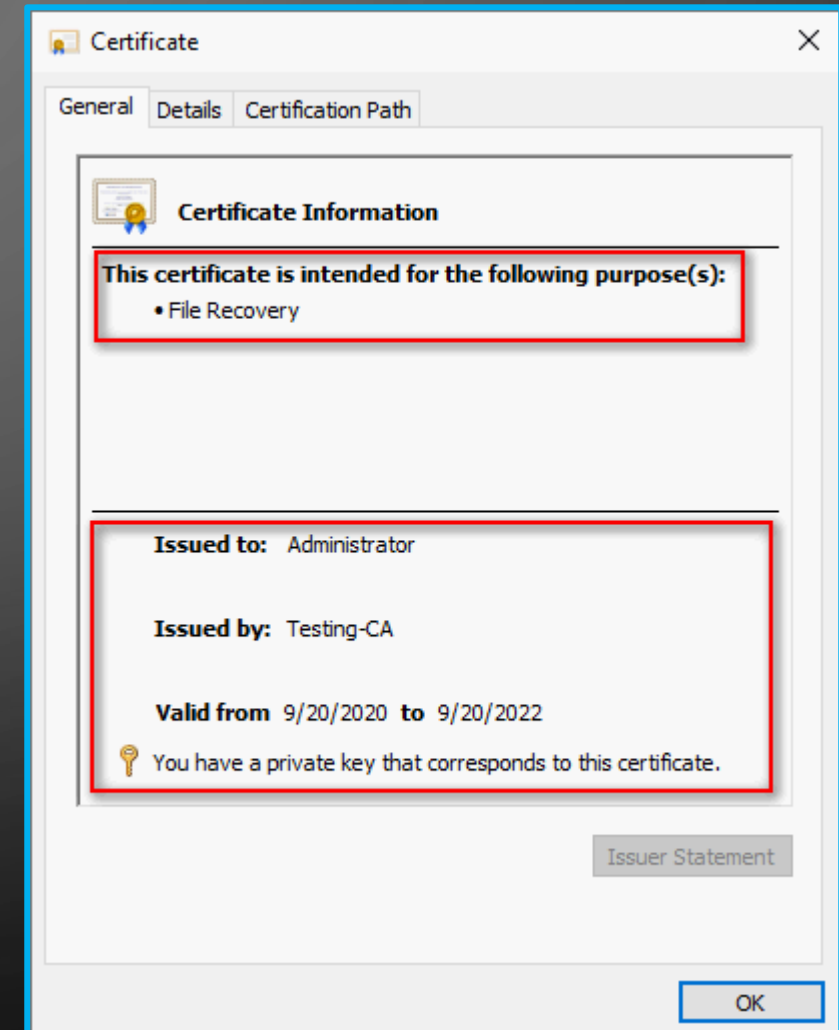 Certificate
General Details Certification Path
Certificate Information
This certificate is intended for the following purpose(s):
• File Recovery
Issued to: Administrator
Issued by: Testing-CA
Valid from 9/20/2020 to 9/20/2022
You have a private key that corresponds to this certificate.
Issuer Statement
OK